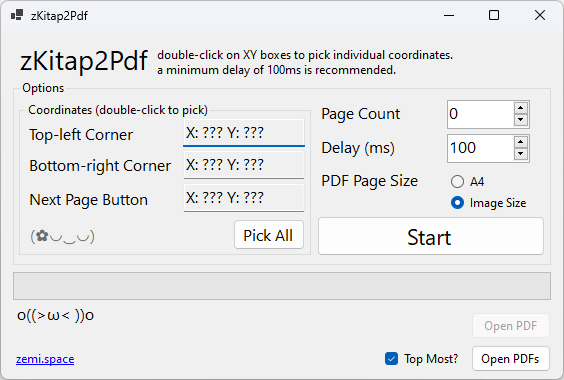 zKitap2Pdf
zKitap2Pdf
double-click on XY boxes to pick individual coordinates.
a minimum delay of 100ms is recommended.
Options
Coordinates (double-click to pick)
Top-left Corner
X: ??? Y: ???
Bottom-right Corner
X: ??? Y: ???
Next Page Button
X: ??? Y: ???
(✿◡‿◡)
Pick All
Page Count
0
Delay (ms)
100
PDF Page Size
A4
Image Size
Start
o((>ω< ))o
Open PDF
zemi.space
Top Most?
Open PDFs